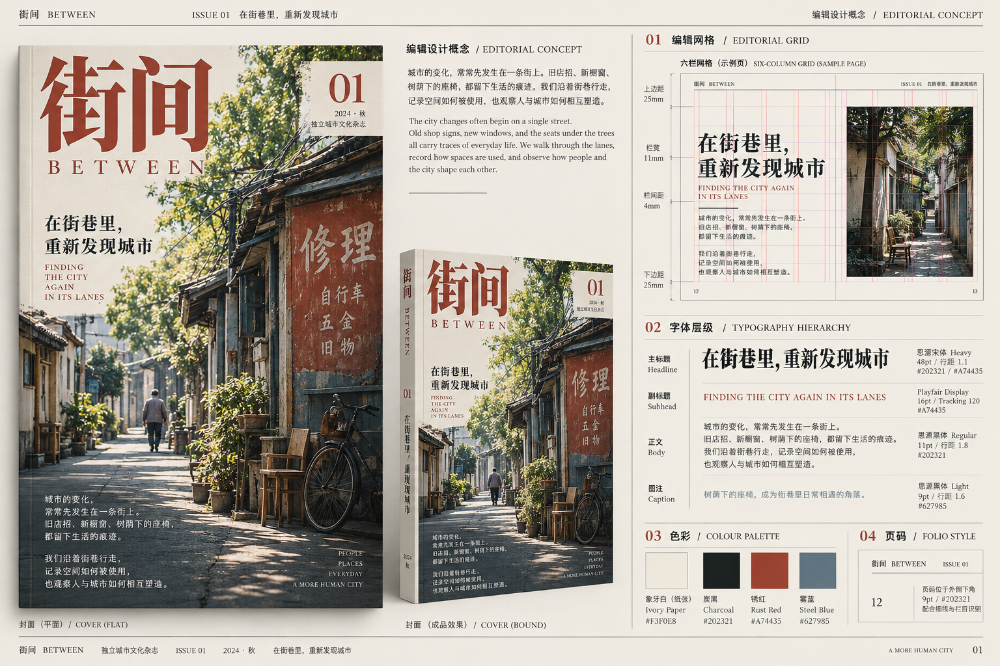 街间 BETWEEN
ISSUE 01 在街巷里，重新发现城市
编辑设计概念 / EDITORIAL CONCEPT
街间
BETWEEN
01
2024 · 秋
独立城市文化杂志
在街巷里，
重新发现城市
FINDING
THE CITY
AGAIN
IN ITS LANES
修理
自行车
五金
旧物
城市的变化，
常常先发生在一条街上。
旧店招、新橱窗、树荫下的座椅，
都留下生活的痕迹。
我们沿着街巷行走，
记录空间如何被使用，
也观察人与城市如何相互塑造。
PEOPLE
PLACES
EVERYDAY
A MORE HUMAN CITY
封面（平面）/ COVER (FLAT)
编辑设计概念 / EDITORIAL CONCEPT
城市的变化，常常先发生在一条街上。旧店招、新橱窗、
树荫下的座椅，都留下生活的痕迹。我们沿着街巷行走，
记录空间如何被使用，也观察人与城市如何相互塑造。
The city changes often begin on a single street.
Old shop signs, new windows, and the seats under the trees
all carry traces of everyday life. We walk through the lanes,
record how spaces are used, and observe how people and
the city shape each other.
街间
BETWEEN
01
在街巷里，重新发现城市
2024
秋
街间
BETWEEN
01
2024 · 秋
独立城市文化杂志
在街巷里，
重新发现城市
FINDING
THE CITY
AGAIN
IN ITS LANES
修理
自行车
五金
旧物
城市的变化，
常常先发生在一条街上。
旧店招、新橱窗、树荫下的座椅，
都留下生活的痕迹。
我们沿着街巷行走，
记录空间如何被使用，
也观察人与城市如何相互塑造。
PEOPLE
PLACES
EVERYDAY
A MORE HUMAN CITY
封面（成品效果）/ COVER (BOUND)
01 编辑网格 / EDITORIAL GRID
六栏网格（示例页） SIX-COLUMN GRID (SAMPLE PAGE)
上边距
25mm
栏宽
11mm
栏间距
4mm
下边距
25mm
街间 BETWEEN
ISSUE 01 在街巷里，重新发现城市
在街巷里，
重新发现城市
FINDING THE CITY AGAIN
IN ITS LANES
城市的变化，常常先发生在一条街上。
旧店招、新橱窗、树荫下的座椅，
都留下生活的痕迹。
我们沿着街巷行走，
记录空间如何被使用，
也观察人与城市如何相互塑造。
12
13
02 字体层级 / TYPOGRAPHY HIERARCHY
主标题
Headline
在街巷里，重新发现城市
思源宋体 Heavy
48pt / 行距 1.1
#202321 / #A74435
副标题
Subhead
FINDING THE CITY AGAIN IN ITS LANES
Playfair Display
16pt / Tracking 120
#A74435
正文
Body
城市的变化，常常先发生在一条街上。
旧店招、新橱窗、树荫下的座椅，都留下生活的痕迹。
我们沿着街巷行走，记录空间如何被使用，
也观察人与城市如何相互塑造。
思源黑体 Regular
11pt / 行距 1.8
#202321
图注
Caption
树荫下的座椅，成为街巷里日常相遇的角落。
思源黑体 Light
9pt / 行距 1.6
#627985
03 色彩 / COLOUR PALETTE
象牙白（纸张）
Ivory Paper
#F3F0E8
炭黑
Charcoal
#202321
锈红
Rust Red
#A74435
雾蓝
Steel Blue
#627985
04 页码 / FOLIO STYLE
街间 BETWEEN ISSUE 01
12
页码位于外侧下角
9pt / #202321
配合细线与栏目识别
街间 BETWEEN 独立城市文化杂志 ISSUE 01 2024 · 秋 在街巷里，重新发现城市
A MORE HUMAN CITY 01